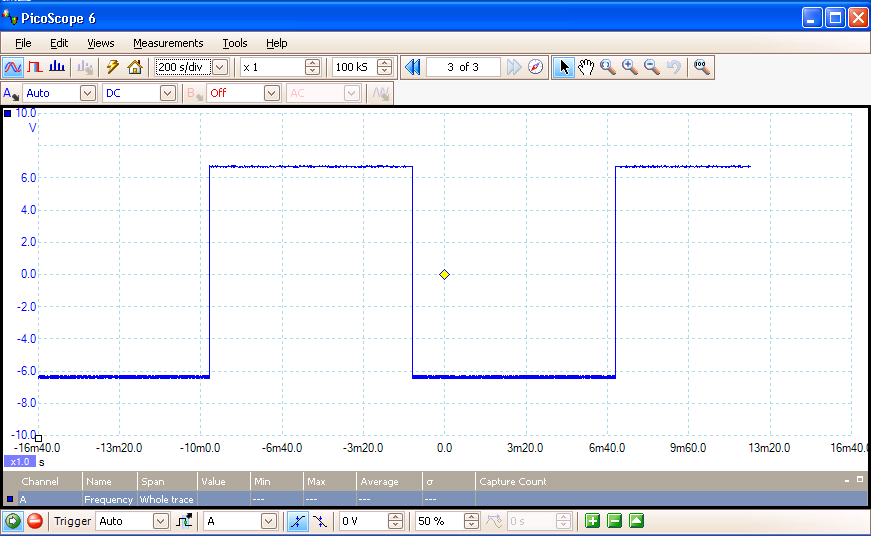 PicoScope 6
File Edit Views Measurements Tools Help
200 s/div x 1 100 kS 3 of 3
A Auto DC B Off AC
10.0
V
6.0
4.0
2.0
0.0
-2.0
-4.0
-6.0
-8.0
-10.0
-16m40.0 -13m20.0 -10m0.0 -6m40.0 -3m20.0 0.0 3m20.0 6m40.0 9m60.0 13m20.0 16m40.0
x1.0 s
Channel Name Span Value Min Max Average σ Capture Count
A Frequency Whole trace --- --- --- ---
Trigger Auto A 0 V 50 % 0 s